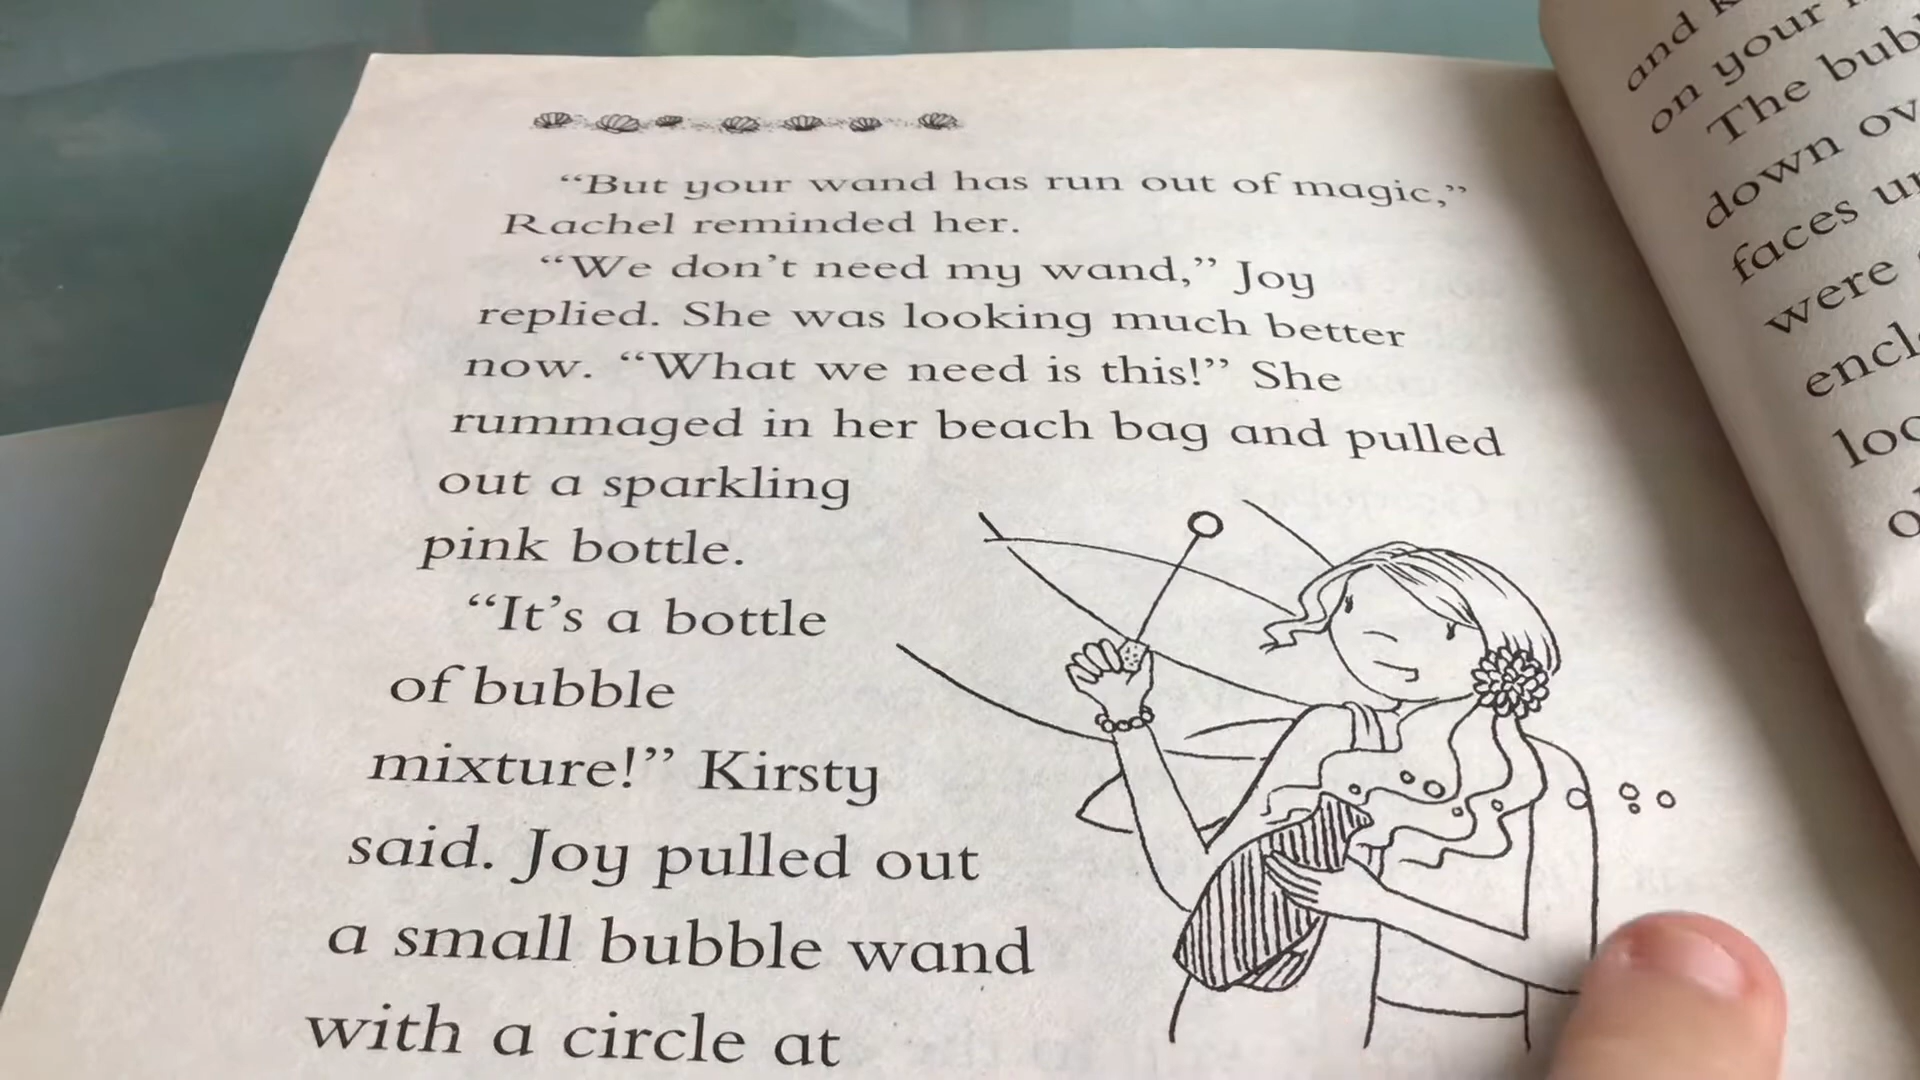 “But your wand has run out of magic,”
Rachel reminded her.
“We don’t need my wand,” Joy
replied. She was looking much better
now. “What we need is this!” She
rummaged in her beach bag and pulled
out a sparkling
pink bottle.
“It’s a bottle
of bubble
mixture!” Kirsty
said. Joy pulled out
a small bubble wand
with a circle at
and
on your
The
down
faces
were